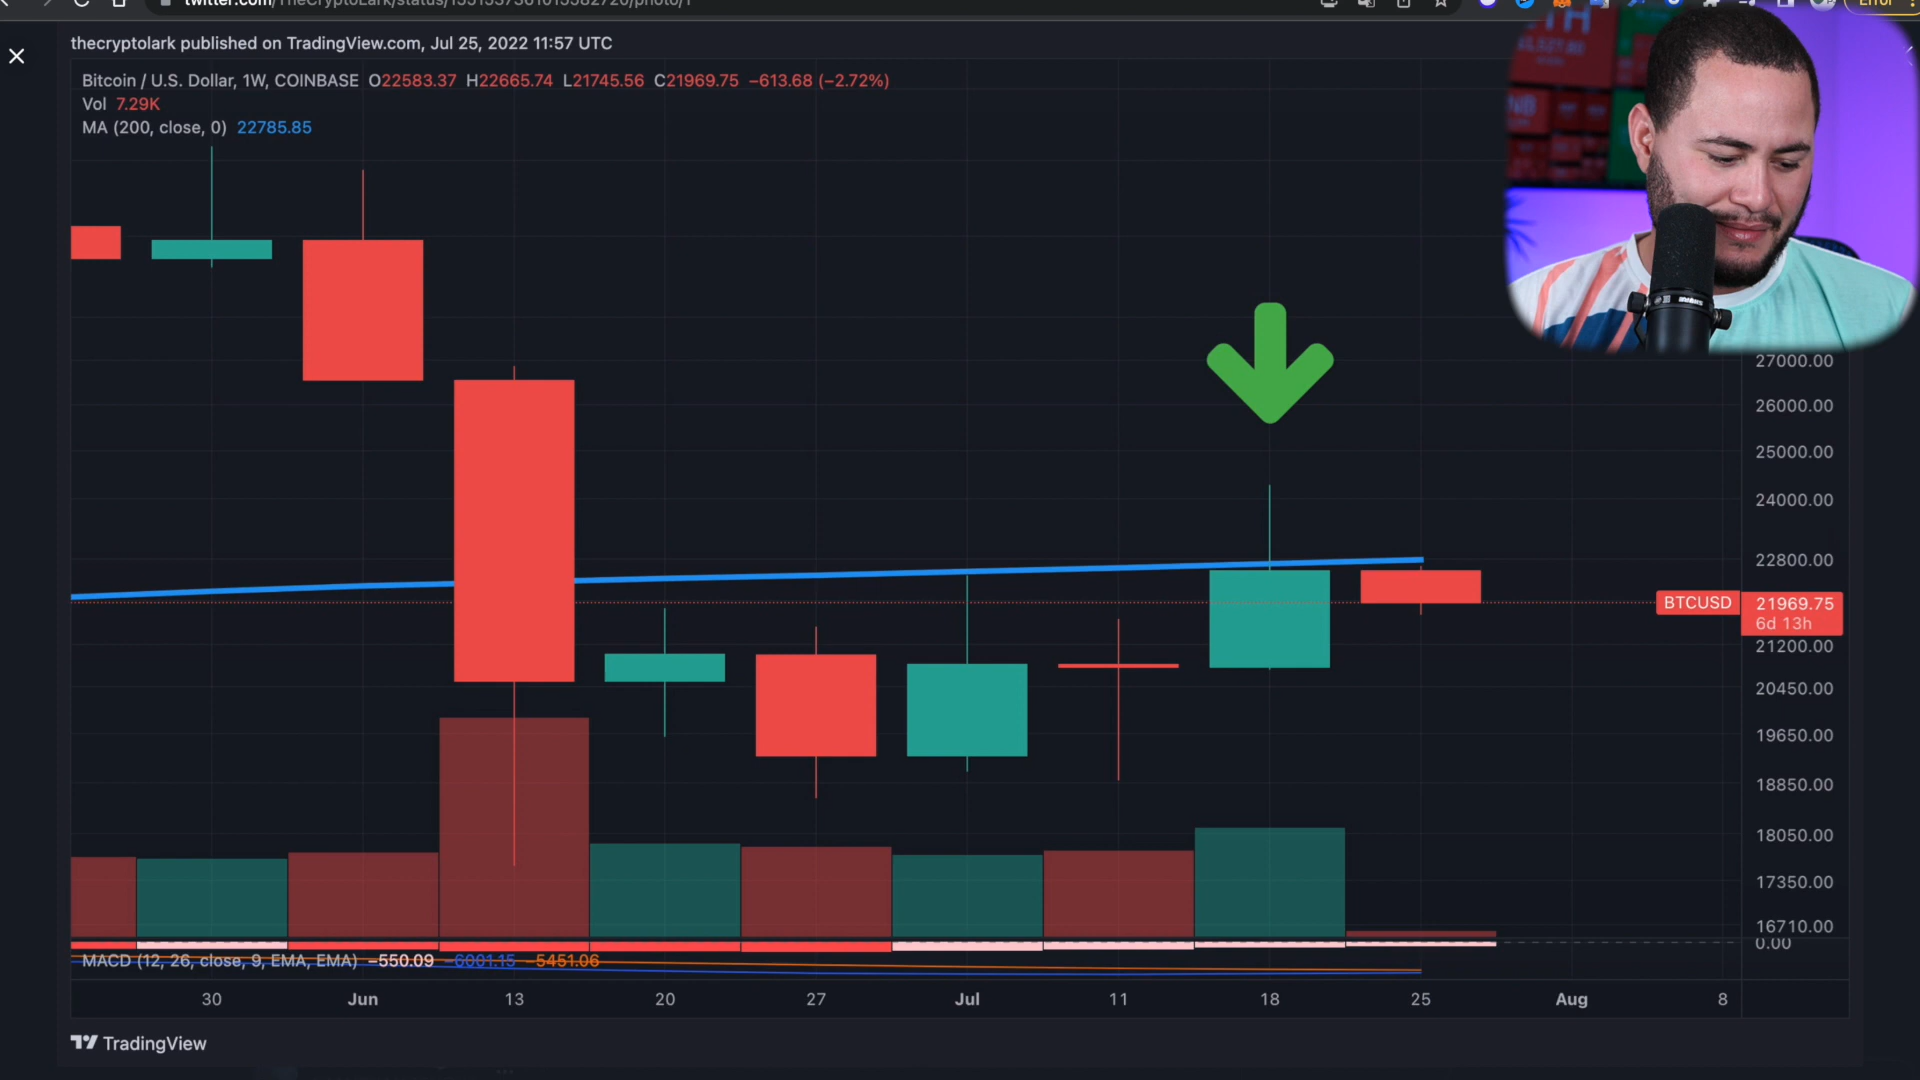 thecryptolark published on TradingView.com, Jul 25, 2022 11:57 UTC
Bitcoin / U.S. Dollar, 1W, COINBASE O22583.37 H22665.74 L21745.56 C21969.75 −613.68 (−2.72%)
Vol 7.29K
MA (200, close, 0) 22785.85
27000.00
26000.00
25000.00
24000.00
22800.00
BTCUSD 21969.75
6d 13h
21200.00
20450.00
19650.00
18850.00
18050.00
17350.00
16710.00
0.00
MACD (12, 26, close, 9, EMA, EMA) −550.09 −6001.15 −5451.06
30 Jun 13 20 27 Jul 11 18 25 Aug 8
TradingView